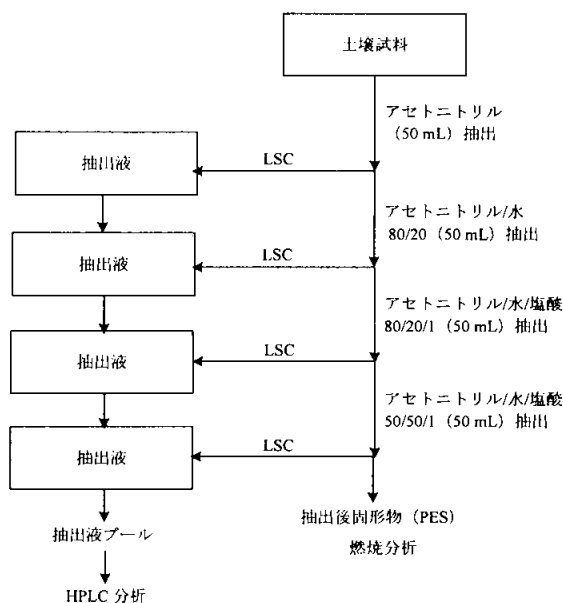 土壌試料
アセトニトリル
（50 mL）抽出
抽出液
LSC
アセトニトリル/水
80/20（50 mL）抽出
抽出液
LSC
アセトニトリル/水/塩酸
80/20/1（50 mL）抽出
抽出液
LSC
アセトニトリル/水/塩酸
50/50/1（50 mL）抽出
抽出液
LSC
抽出液プール
抽出後固形物（PES）
燃焼分析
HPLC 分析